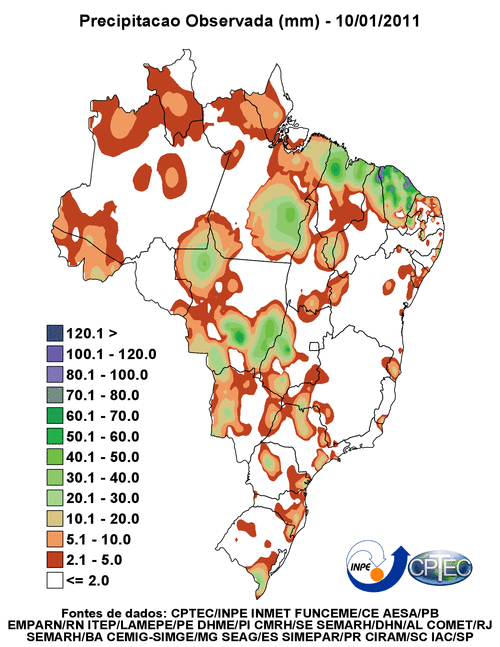 Precipitacao Observada (mm) - 10/01/2011
120.1 >
100.1 - 120.0
80.1 - 100.0
70.1 - 80.0
60.1 - 70.0
50.1 - 60.0
40.1 - 50.0
30.1 - 40.0
20.1 - 30.0
10.1 - 20.0
5.1 - 10.0
2.1 - 5.0
<= 2.0
INPE
CPTEC
Fontes de dados: CPTEC/INPE INMET FUNCEME/CE AESA/PB
EMPARN/RN ITEP/LAMEPE/PE DHME/PI CMRH/SE SEMARH/DHN/AL COMET/RJ
SEMARH/BA CEMIG-SIMGE/MG SEAG/ES SIMEPAR/PR CIRAM/SC IAC/SP